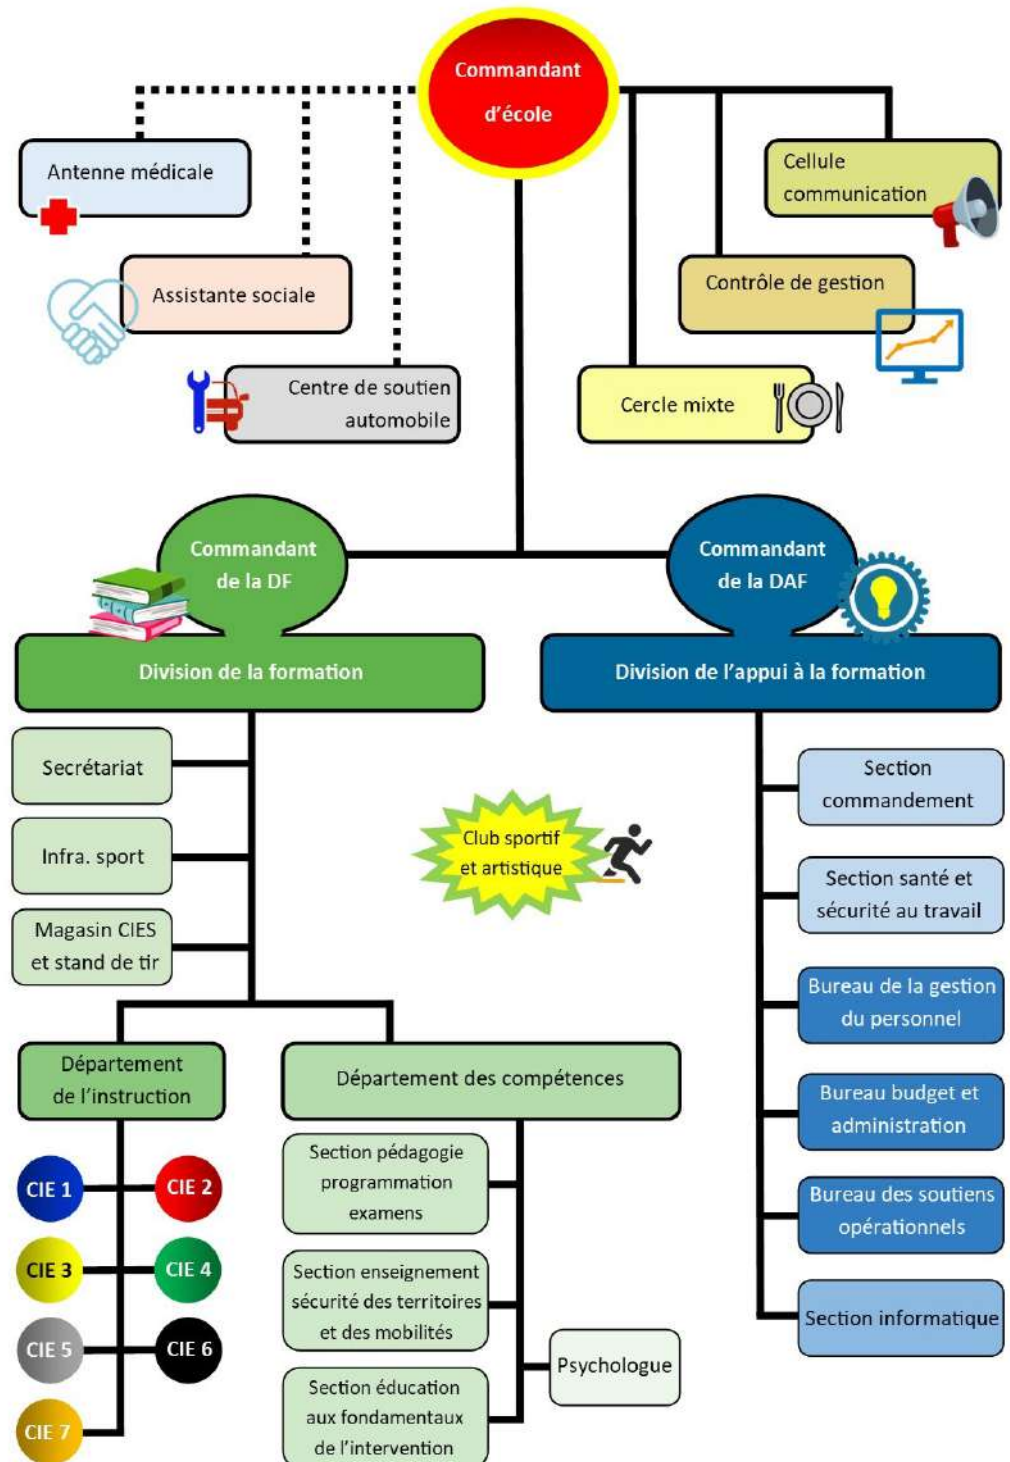 Commandant
d'école
Antenne médicale
Cellule
communication
Assistante sociale
Contrôle de gestion
Centre de soutien
automobile
Cercle mixte
Commandant
de la DF
Commandant
de la DAF
Division de la formation
Division de l'appui à la formation
Secrétariat
Infra. sport
Magasin CIES
et stand de tir
Club sportif
et artistique
Section
commandement
Section santé et
sécurité au travail
Bureau de la gestion
du personnel
Bureau budget et
administration
Bureau des soutiens
opérationnels
Section informatique
Département
de l'instruction
CIE 1
CIE 2
CIE 3
CIE 4
CIE 5
CIE 6
CIE 7
Département des compétences
Section pédagogie
programmation
examens
Section enseignement
sécurité des territoires
et des mobilités
Psychologue
Section éducation
aux fondamentaux
de l'intervention